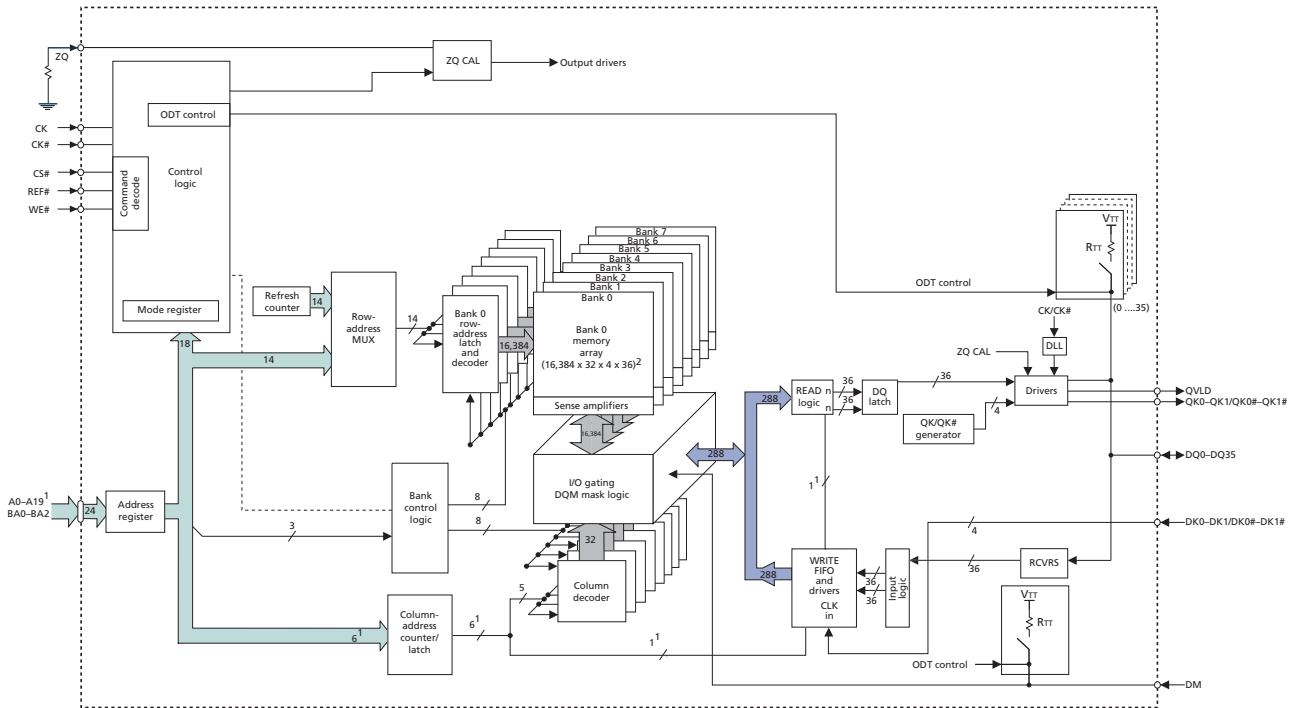 ZQ
ZQ CAL
Output drivers
ODT control
CK
CK#
CS#
REF#
WE#
Command
decode
Control
logic
Mode register
18
Refresh
counter
14
14
Row-
address
MUX
14
Bank 0
row-
address
latch
and
decoder
16,384
Bank 7
Bank 6
Bank 5
Bank 4
Bank 3
Bank 2
Bank 1
Bank 0
Bank 0
memory
array
(16,384 x 32 x 4 x 36)2
Sense amplifiers
16,384
I/O gating
DQM mask logic
32
Column
decoder
5
A0–A191
BA0–BA2
24
Address
register
3
Bank
control
logic
8
8
61
Column-
address
counter/
latch
61
11
288
288
288
READ
logic
n
n
36
36
DQ
latch
36
11
WRITE
FIFO
and
drivers
CLK
in
36
36
Input
logic
36
RCVRS
4
ODT control
VTT
RTT
(0 ....35)
CK/CK#
DLL
ZQ CAL
Drivers
QK/QK#
generator
4
QVLD
QK0–QK1/QK0#–QK1#
DQ0–DQ35
DK0–DK1/DK0#–DK1#
VTT
RTT
ODT control
DM